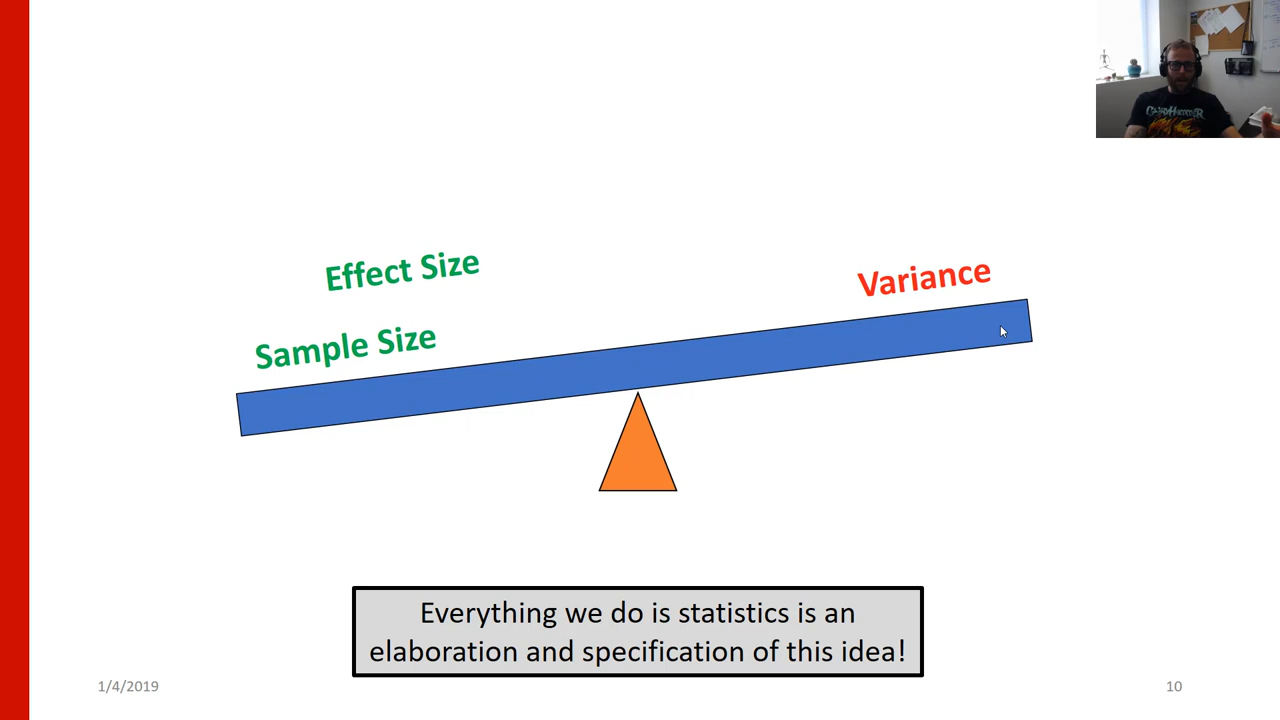 Effect Size
Variance
Sample Size
Everything we do is statistics is an
elaboration and specification of this idea!
1/4/2019
10